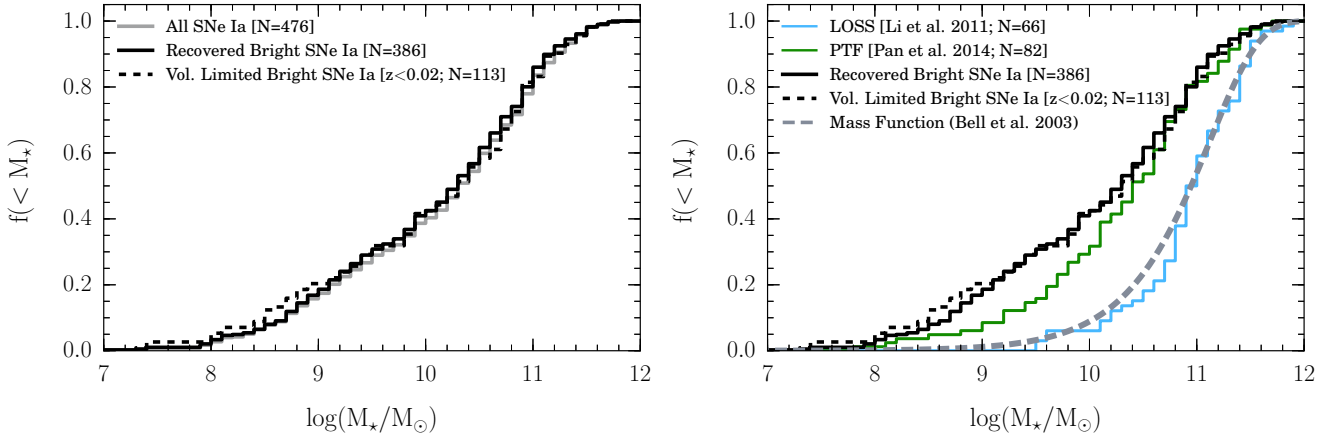 All SNe Ia [N=476]
Recovered Bright SNe Ia [N=386]
Vol. Limited Bright SNe Ia [z<0.02; N=113]
1.0
0.8
0.6
0.4
0.2
0.0
f(< M⋆)
7
8
9
10
11
12
log(M⋆/M⊙)
LOSS [Li et al. 2011; N=66]
PTF [Pan et al. 2014; N=82]
Recovered Bright SNe Ia [N=386]
Vol. Limited Bright SNe Ia [z<0.02; N=113]
Mass Function (Bell et al. 2003)
1.0
0.8
0.6
0.4
0.2
0.0
f(< M⋆)
7
8
9
10
11
12
log(M⋆/M⊙)